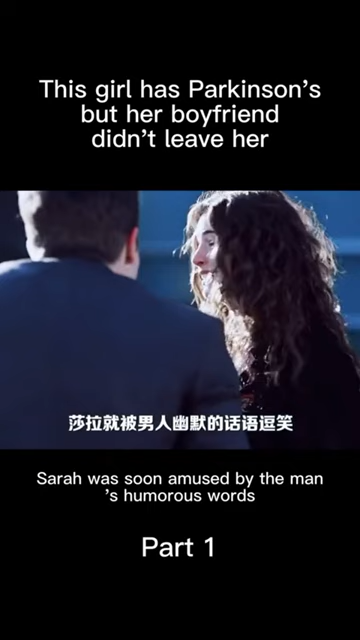 This girl has Parkinson's
but her boyfriend
didn't leave her
莎拉就被男人幽默的话语逗笑
Sarah was soon amused by the man
's humorous words
Part 1